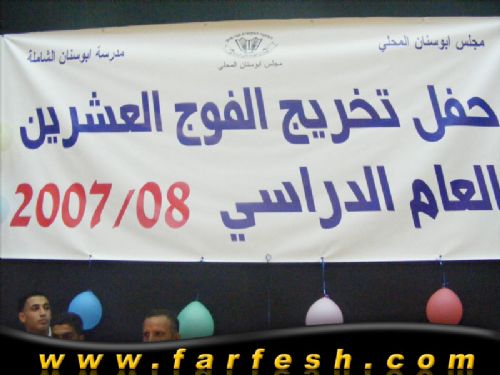 مجلس ابوسنان المحلي
مدرسة ابوسنان الشاملة
مجلس ابوسنان المحلي
حفل تخريج الفوج العشرين
العام الدراسي 2007/08
www.farfesh.com